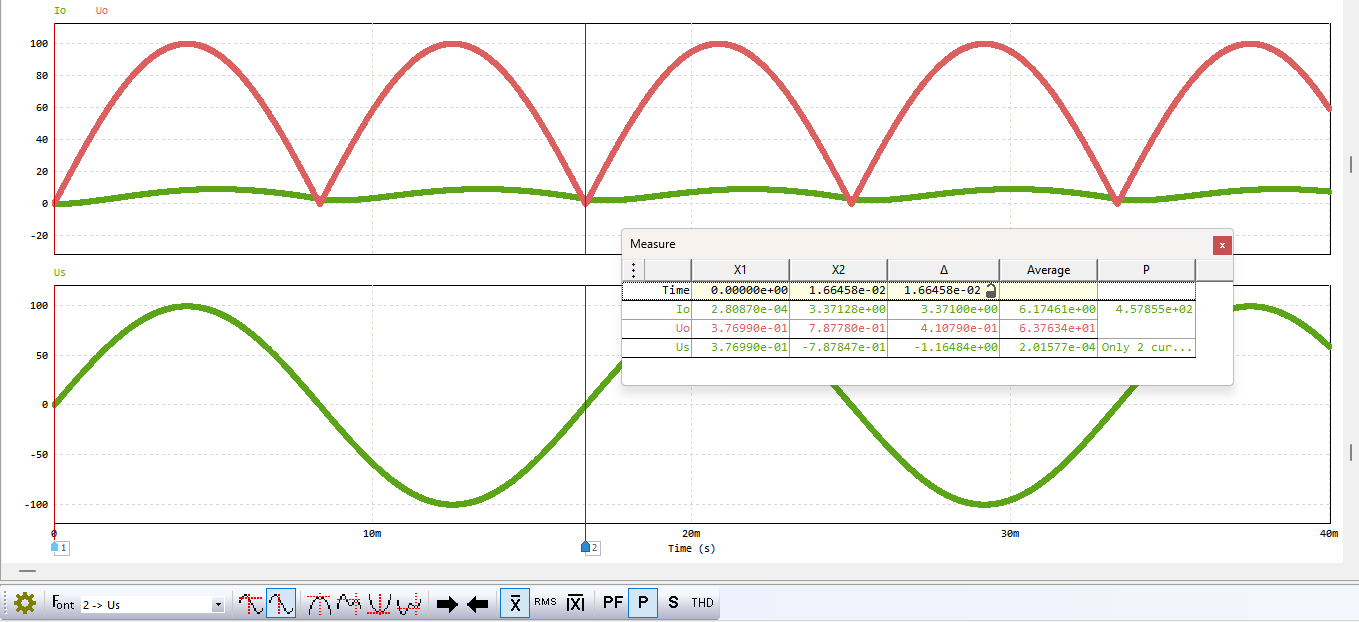 Io Uo
100
80
60
40
20
0
-20
Us
100
50
0
-50
-100
0 10m 20m 30m 40m
Time (s)
1 2
Measure x
X1 X2 Δ Average P
Time 0.00000e+00 1.66458e-02 1.66458e-02
Io 2.80870e-04 3.37128e+00 3.37100e+00 6.17461e+00 4.57855e+02
Uo 3.76990e-01 7.87780e-01 4.10790e-01 6.37634e+01
Us 3.76990e-01 -7.87847e-01 -1.16484e+00 2.01577e-04 Only 2 cur...
Font 2 -> Us X RMS |X| PF P S THD